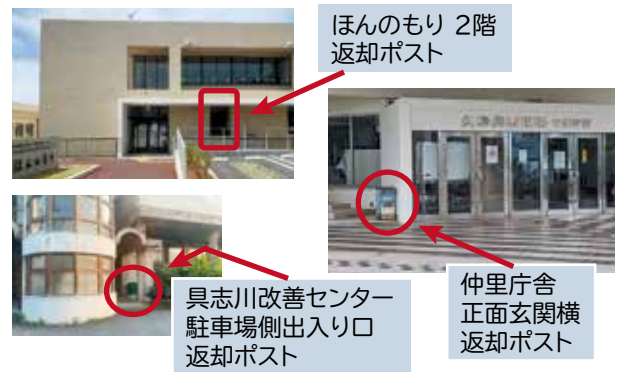 ほんのもり 2階
返却ポスト
具志川改善センター
駐車場側出入り口
返却ポスト
仲里庁舎
正面玄関横
返却ポスト